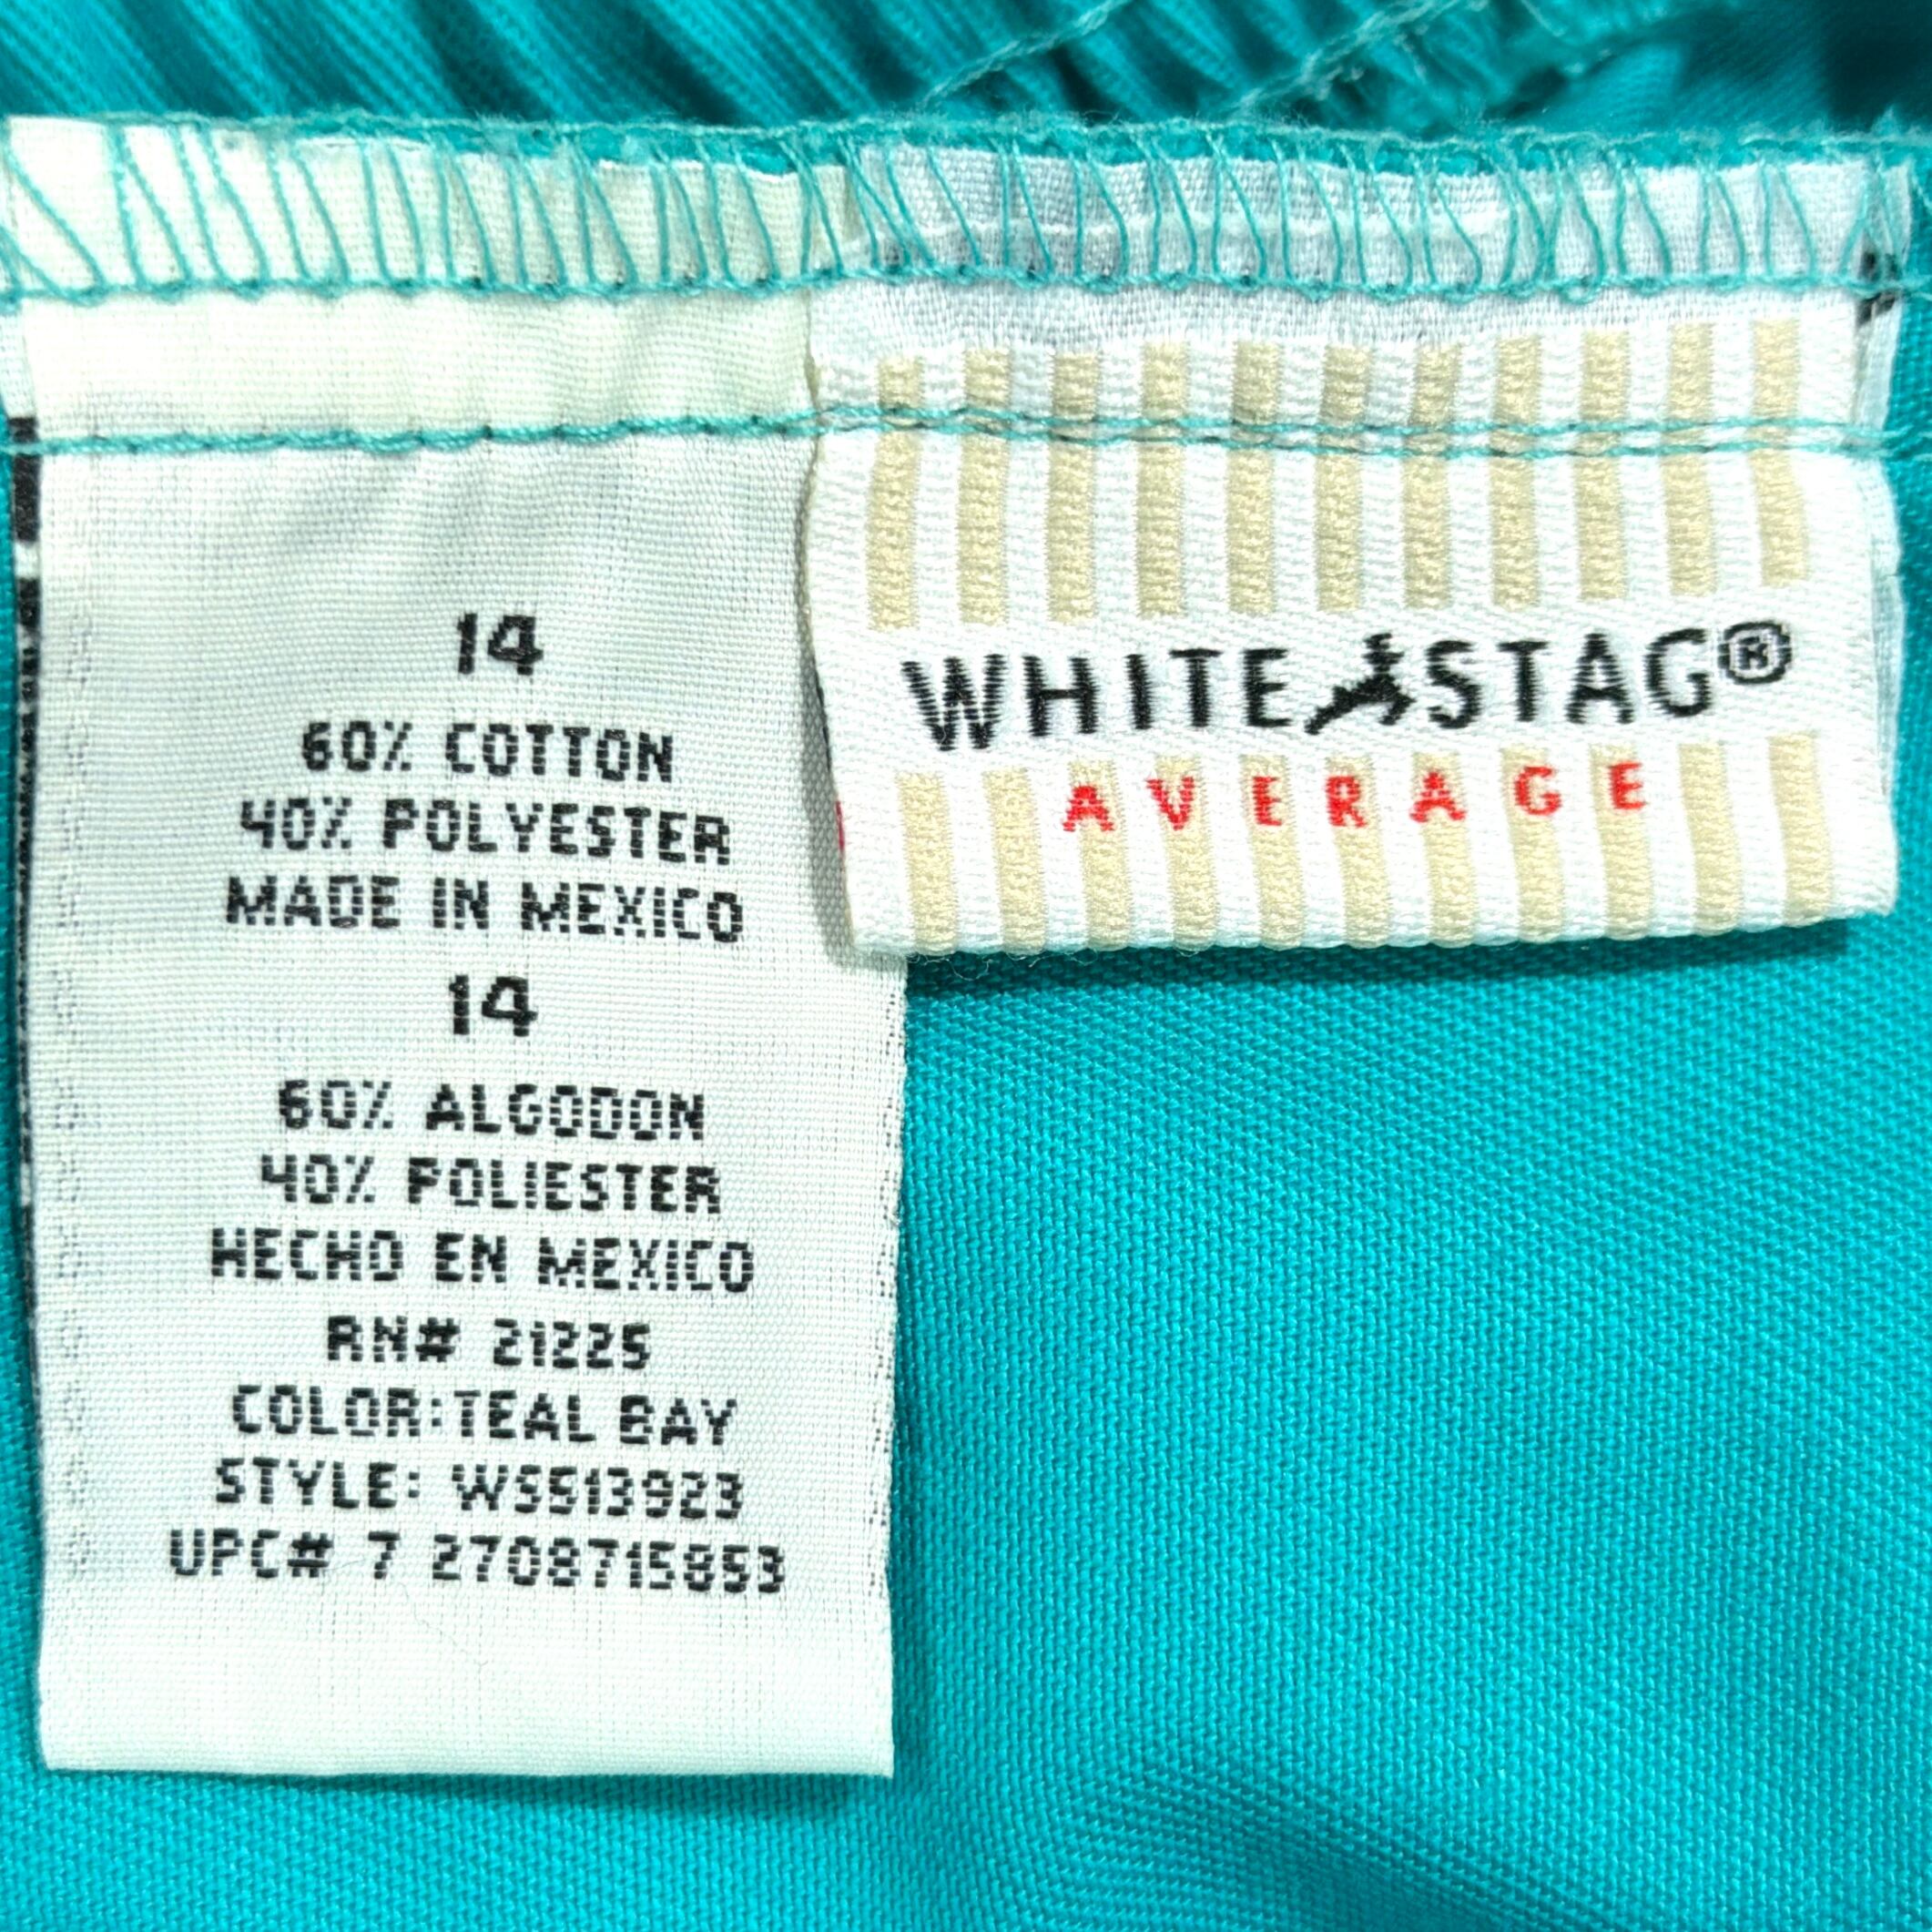 14
60% COTTON
40% POLYESTER
MADE IN MEXICO
14
60% ALGODON
40% POLIESTER
HECHO EN MEXICO
RN# 21225
COLOR: TEAL BAY
STYLE: WS513923
UPC# 7 2708715853
WHITE STAG®
AVERAGE